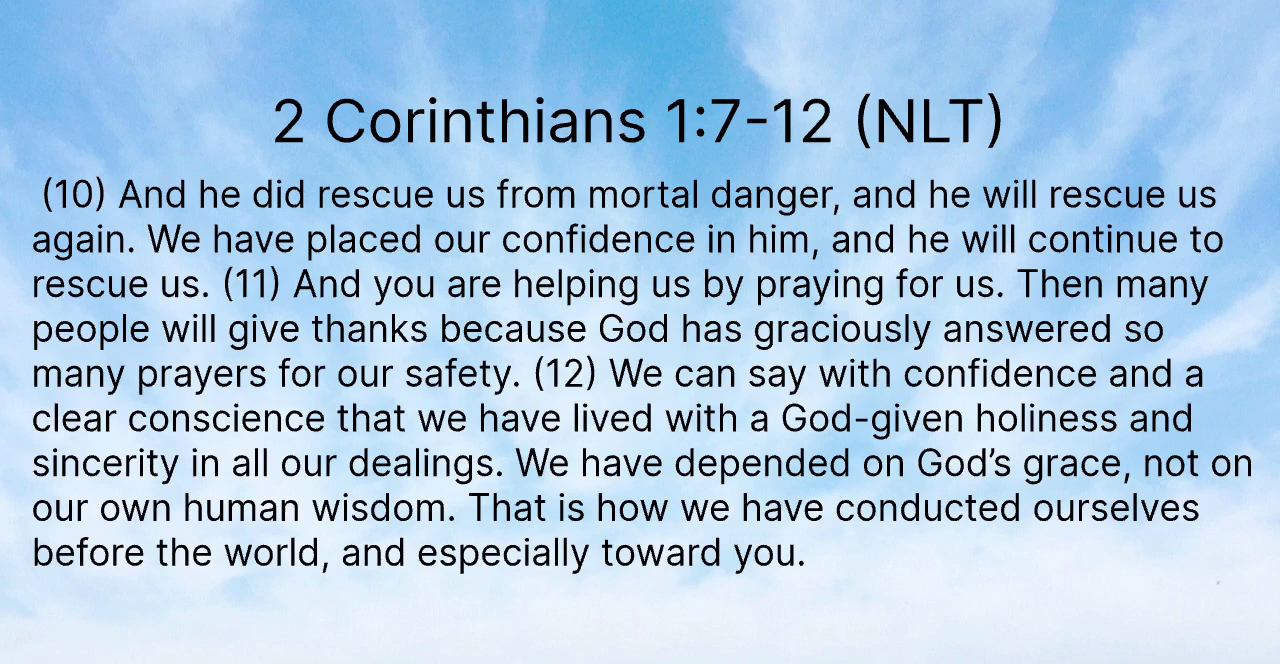 2 Corinthians 1:7-12 (NLT)
(10) And he did rescue us from mortal danger, and he will rescue us
again. We have placed our confidence in him, and he will continue to
rescue us. (11) And you are helping us by praying for us. Then many
people will give thanks because God has graciously answered so
many prayers for our safety. (12) We can say with confidence and a
clear conscience that we have lived with a God-given holiness and
sincerity in all our dealings. We have depended on God’s grace, not on
our own human wisdom. That is how we have conducted ourselves
before the world, and especially toward you.